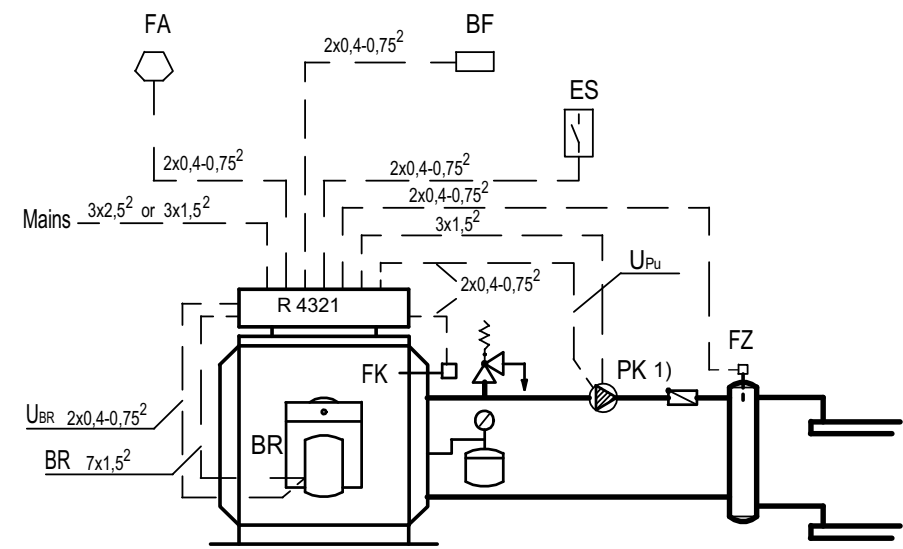 FA
BF
2x0,4-0,75²
ES
2x0,4-0,75²
2x0,4-0,75²
2x0,4-0,75²
Mains 3x2,5² or 3x1,5²
3x1,5²
UPu
2x0,4-0,75²
R 4321
FZ
FK
PK 1)
UBR 2x0,4-0,75²
BR
BR 7x1,5²